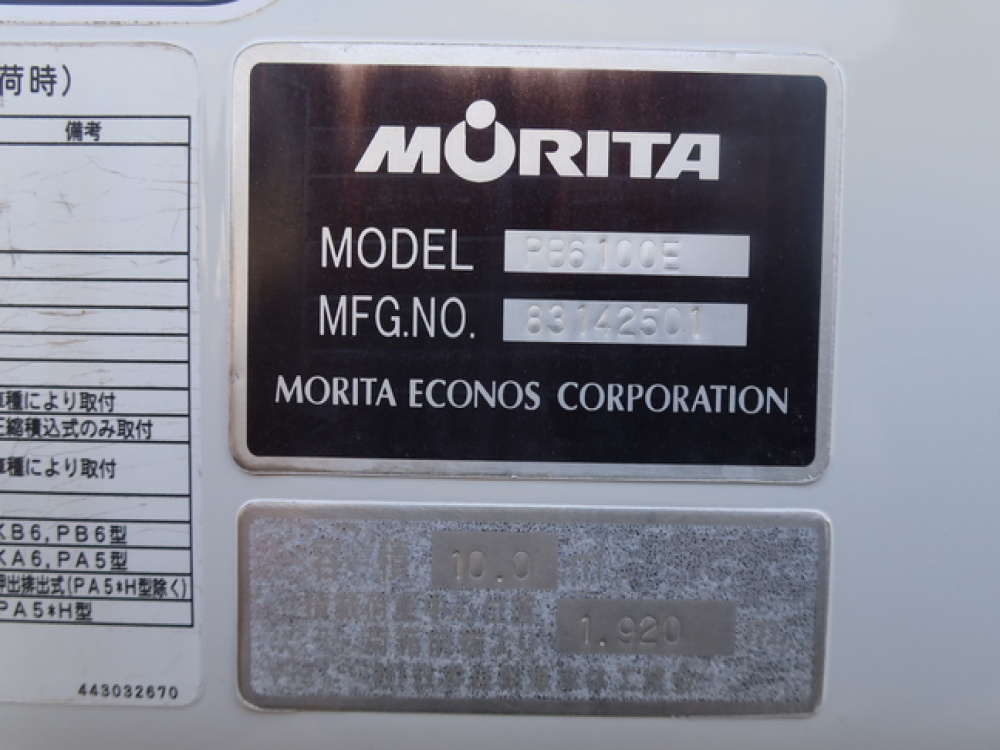 荷時)
備考
種により取付
圧縮積込式のみ取付
種により取付
KB6,PB6型
KA6,PA5型
押出排出式(PA5*H型除く)
PA5*H型
443032670
MORITA
MODEL PB6100E
MFG.NO. 83142501
MORITA ECONOS CORPORATION
容積 10.0 m
1.920 m